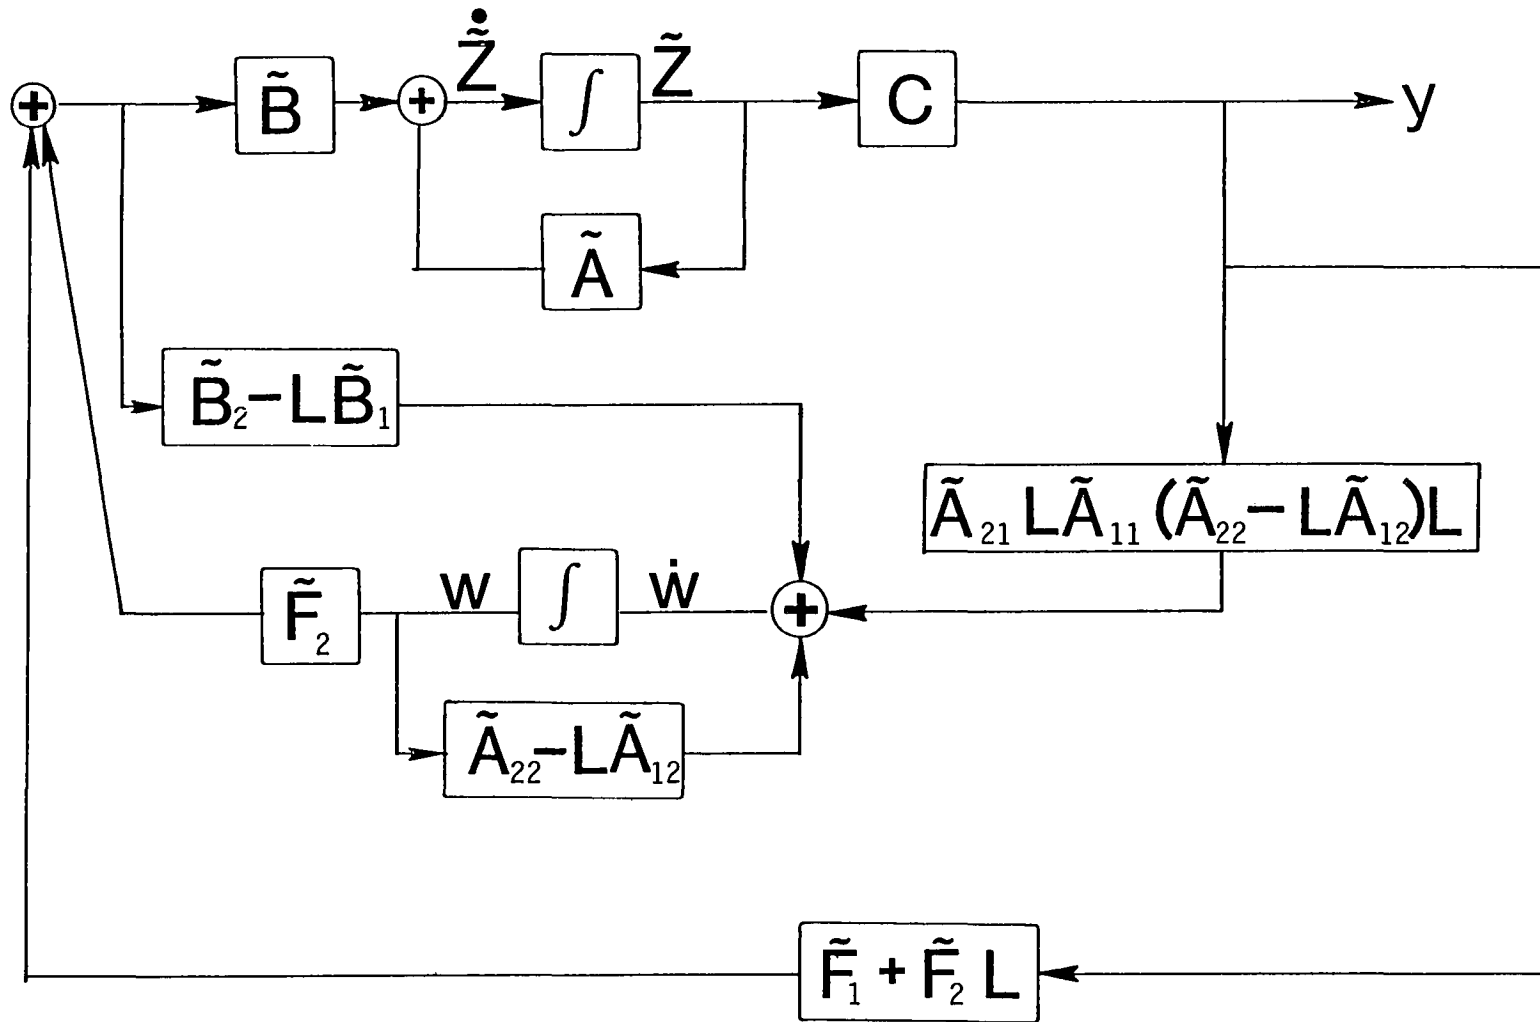 +
B̃
+
Z̃̇
∫
Z̃
C
y
Ã
B̃₂-LB̃₁
Ã₂₁ LÃ₁₁ (Ã₂₂- LÃ₁₂)L
F̃₂
w
∫
ẇ
+
Ã₂₂-LÃ₁₂
F̃₁ + F̃₂ L